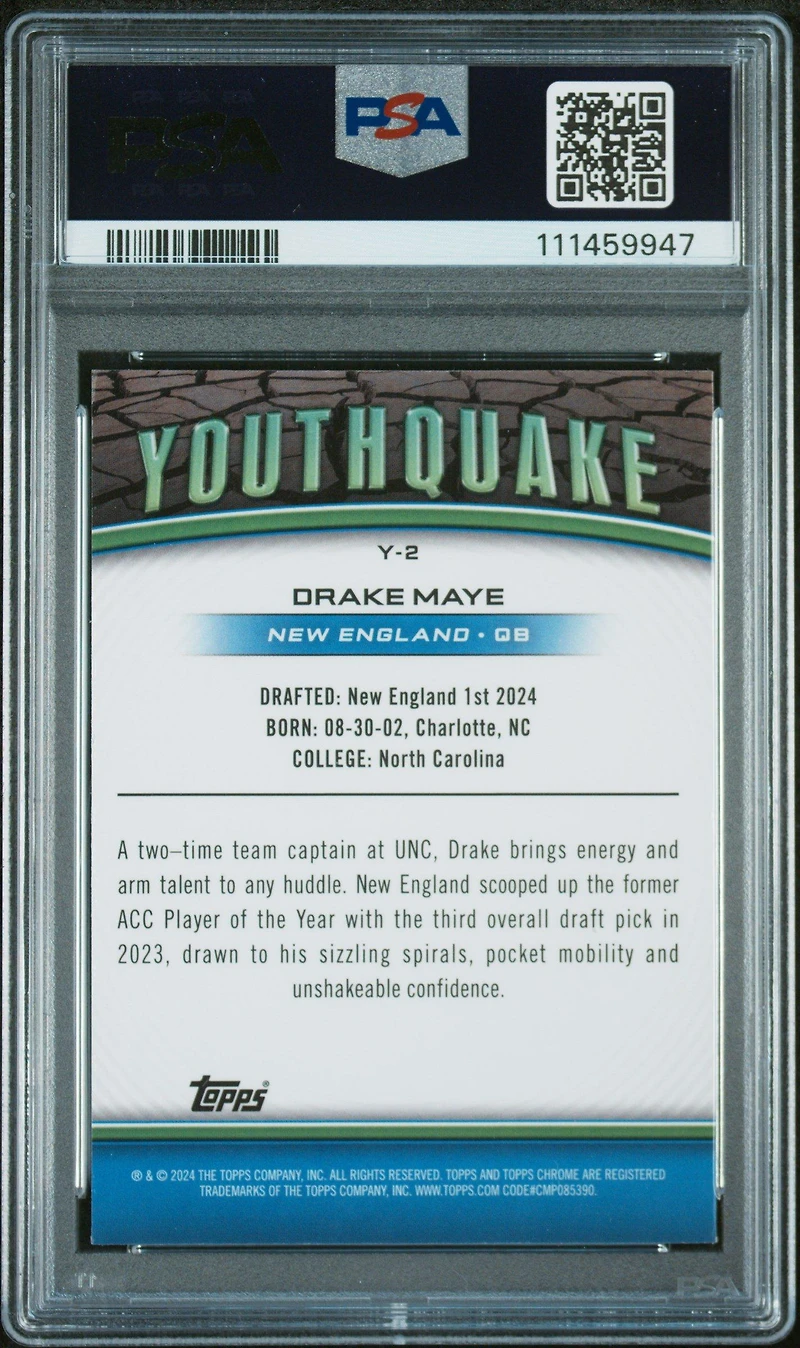 PSA
PSA
111459947
YOUTHQUAKE
Y-2
DRAKE MAYE
NEW ENGLAND • QB
DRAFTED: New England 1st 2024
BORN: 08-30-02, Charlotte, NC
COLLEGE: North Carolina
A two–time team captain at UNC, Drake brings energy and
arm talent to any huddle. New England scooped up the former
ACC Player of the Year with the third overall draft pick in
2023, drawn to his sizzling spirals, pocket mobility and
unshakeable confidence.
Topps®
® & © 2024 THE TOPPS COMPANY, INC. ALL RIGHTS RESERVED. TOPPS AND TOPPS CHROME ARE REGISTERED
TRADEMARKS OF THE TOPPS COMPANY, INC. WWW.TOPPS.COM CODE#CMP085390.
PSA